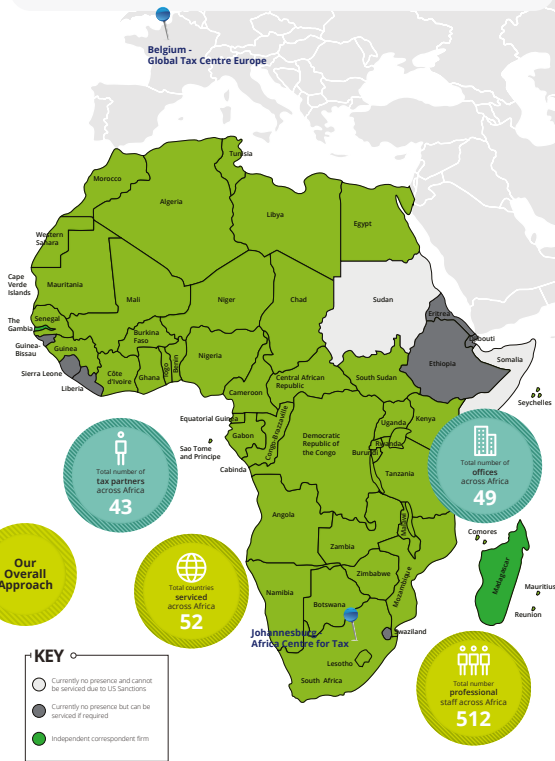 Belgium -
Global Tax Centre Europe
Tunisia
Morocco
Algeria
Libya
Egypt
Western
Sahara
Cape
Verde
Islands
Mauritania
Mali
Niger
Chad
Sudan
Eritrea
The
Gambia
Senegal
Djibouti
Guinea-
Bissau
Guinea
Burkina
Faso
Nigeria
Ethiopia
Somalia
Sierra Leone
Liberia
Côte
d'Ivoire
Ghana
Togo
Benin
Central African
Republic
South Sudan
Cameroon
Seychelles
Equatorial Guinea
Congo-Brazzaville
Uganda
Kenya
Gabon
Democratic
Republic of
the Congo
Rwanda
Burundi
Sao Tome
and Principe
Cabinda
Tanzania
Total number of
tax partners
across Africa
43
Total number of
offices
across Africa
49
Angola
Malawi
Comores
Zambia
Our
Overall
Approach
Total countries
serviced
across Africa
52
Zimbabwe
Mozambique
Madagascar
Namibia
Botswana
Mauritius
Reunion
Johannesburg -
Africa Centre for Tax
Swaziland
Lesotho
South Africa
Total number
professional
staff across Africa
512
KEY
Currently no presence and cannot
be serviced due to US Sanctions
Currently no presence but can be
serviced if required
Independent correspondent firm